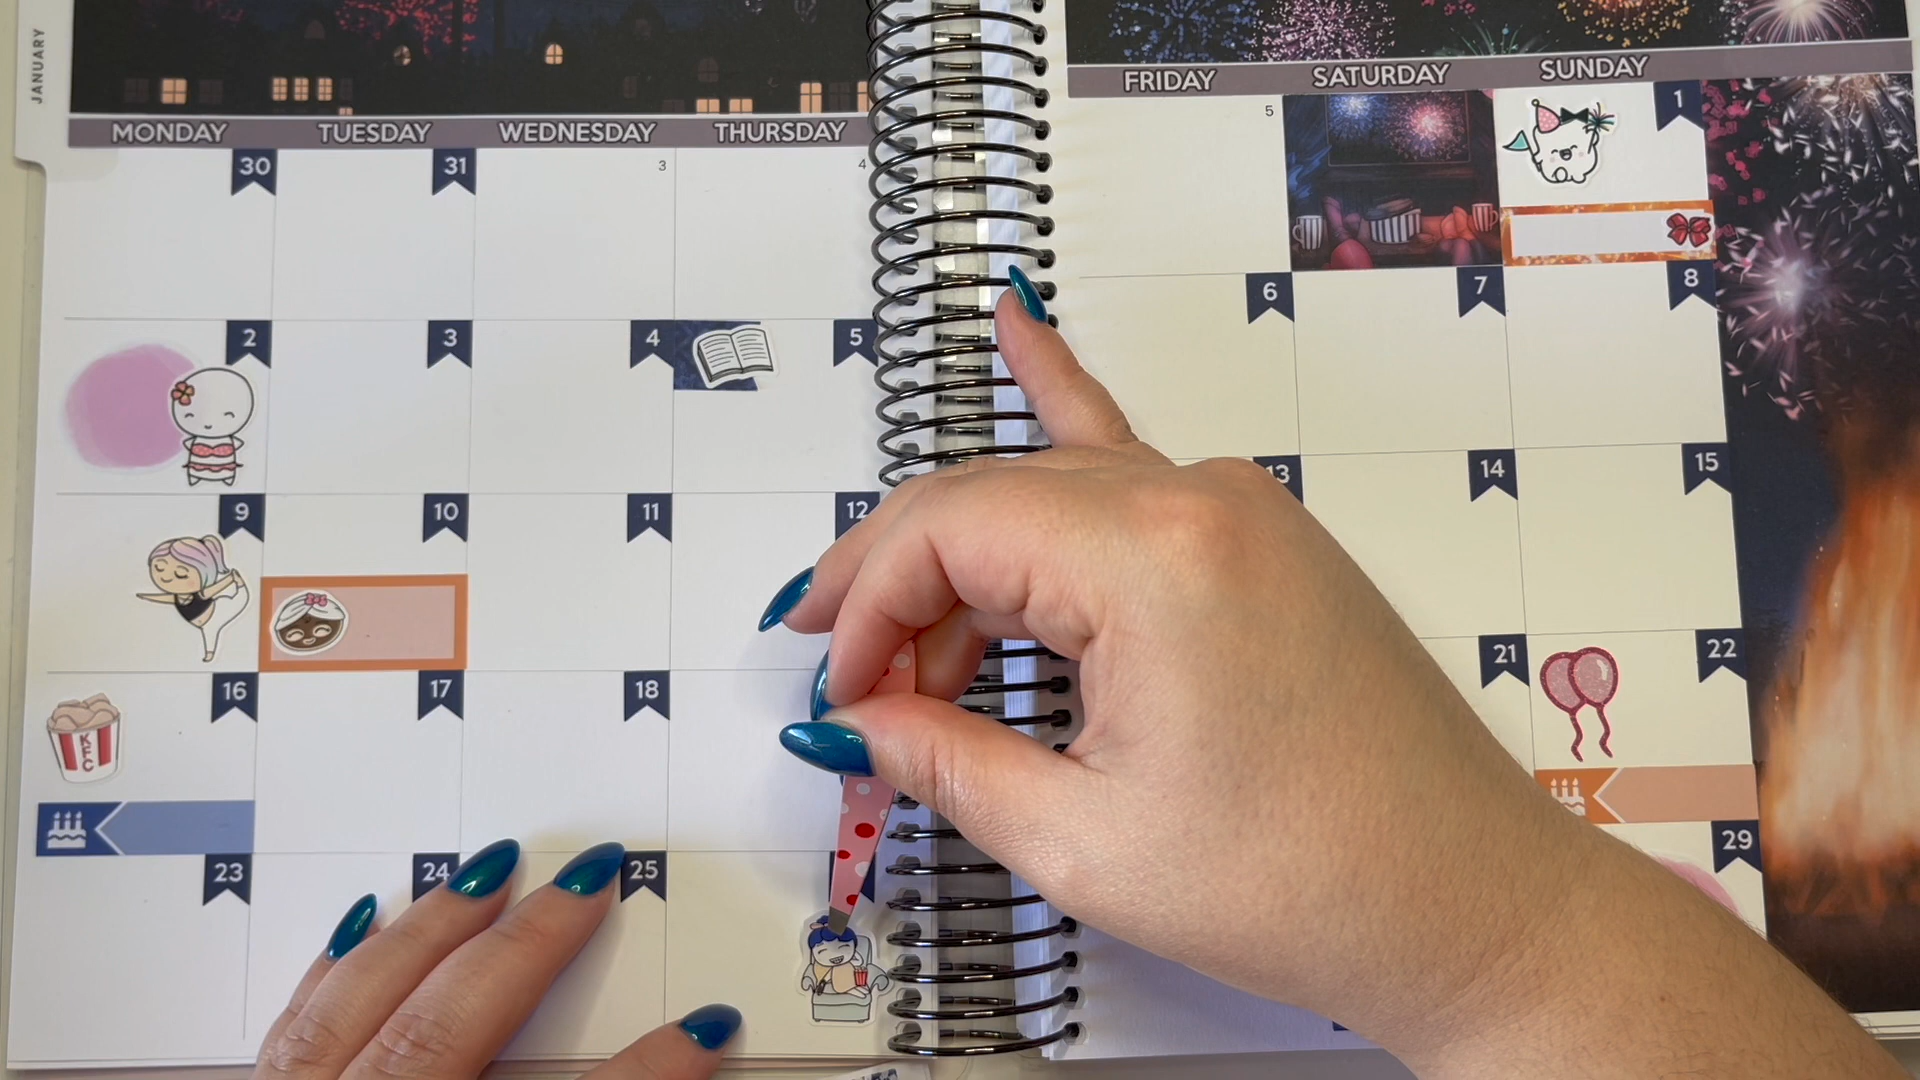 JANUARY
MONDAY TUESDAY WEDNESDAY THURSDAY FRIDAY SATURDAY SUNDAY
30 31 3 4 5 1
2 3 4 5 6 7 8
9 10 11 12 13 14 15
16 17 18 21 22
KFC
23 24 25 29